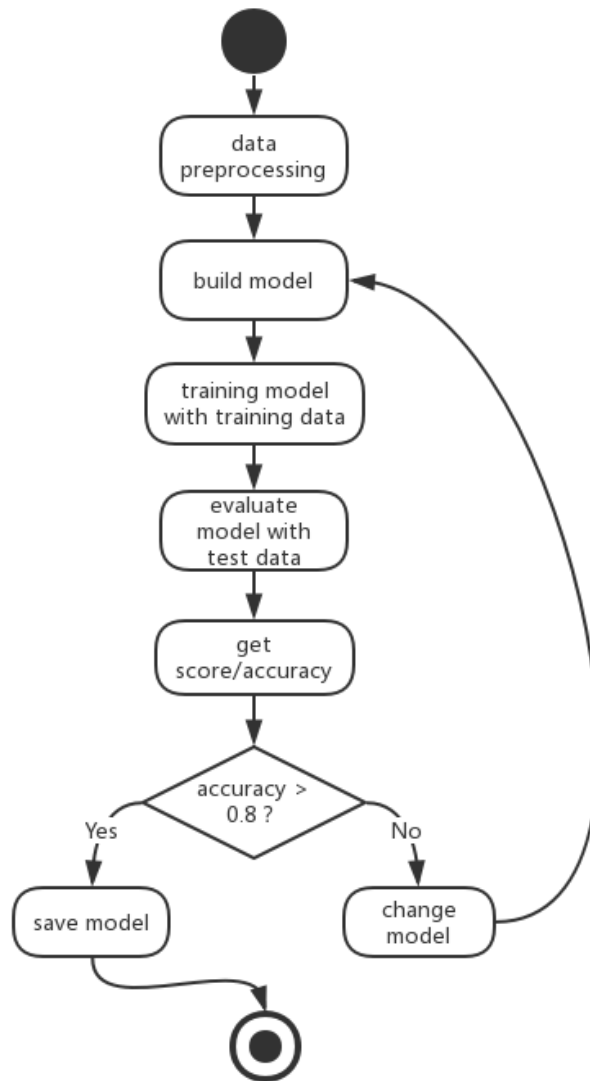 data
preprocessing
build model
training model
with training data
evaluate
model with
test data
get
score/accuracy
accuracy >
0.8 ?
Yes
No
save model
change
model